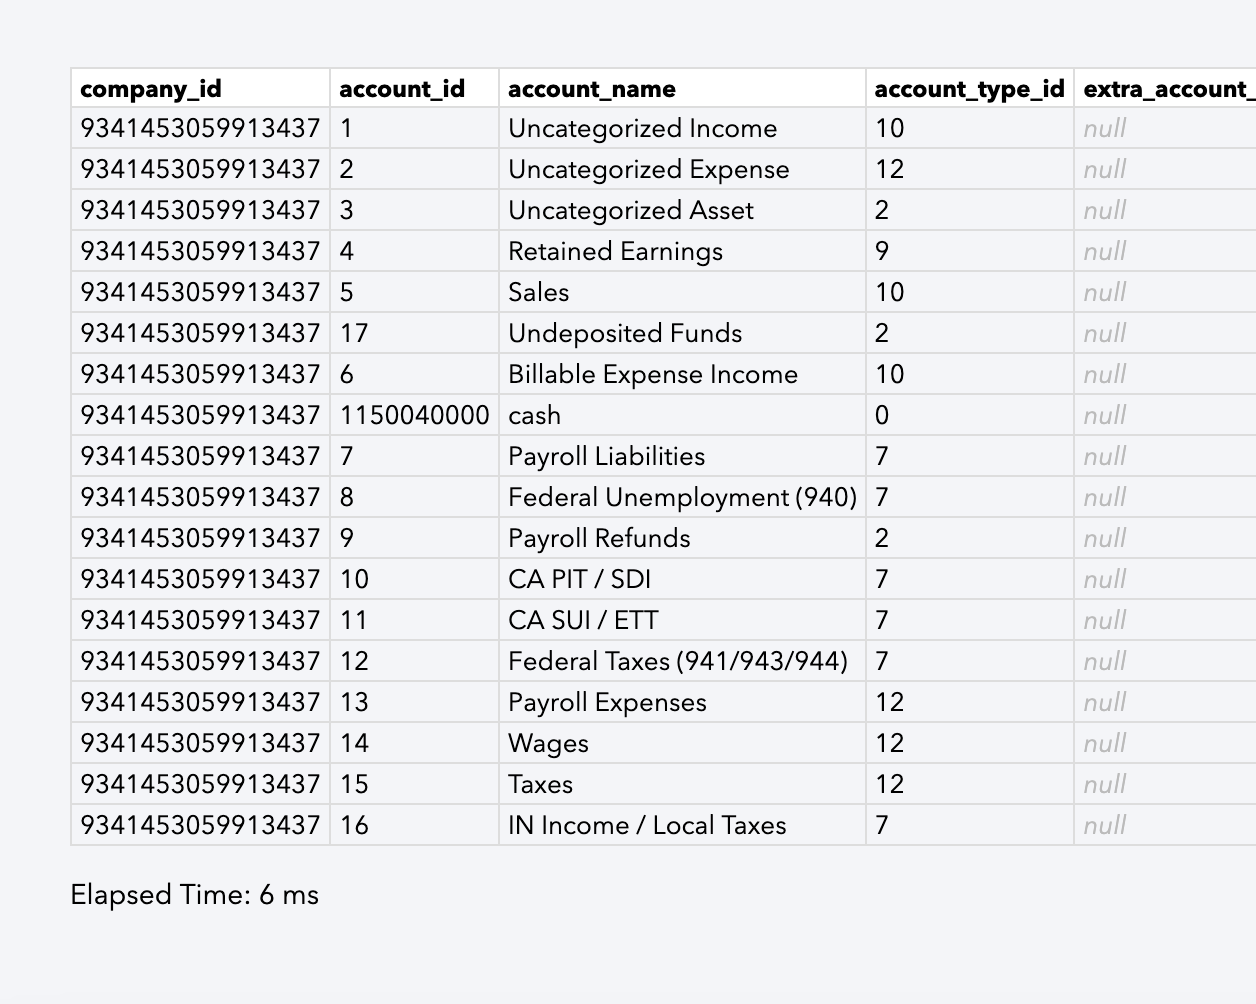 company_id account_id account_name account_type_id extra_account_
9341453059913437 1 Uncategorized Income 10 null
9341453059913437 2 Uncategorized Expense 12 null
9341453059913437 3 Uncategorized Asset 2 null
9341453059913437 4 Retained Earnings 9 null
9341453059913437 5 Sales 10 null
9341453059913437 17 Undeposited Funds 2 null
9341453059913437 6 Billable Expense Income 10 null
9341453059913437 1150040000 cash 0 null
9341453059913437 7 Payroll Liabilities 7 null
9341453059913437 8 Federal Unemployment (940) 7 null
9341453059913437 9 Payroll Refunds 2 null
9341453059913437 10 CA PIT / SDI 7 null
9341453059913437 11 CA SUI / ETT 7 null
9341453059913437 12 Federal Taxes (941/943/944) 7 null
9341453059913437 13 Payroll Expenses 12 null
9341453059913437 14 Wages 12 null
9341453059913437 15 Taxes 12 null
9341453059913437 16 IN Income / Local Taxes 7 null
Elapsed Time: 6 ms